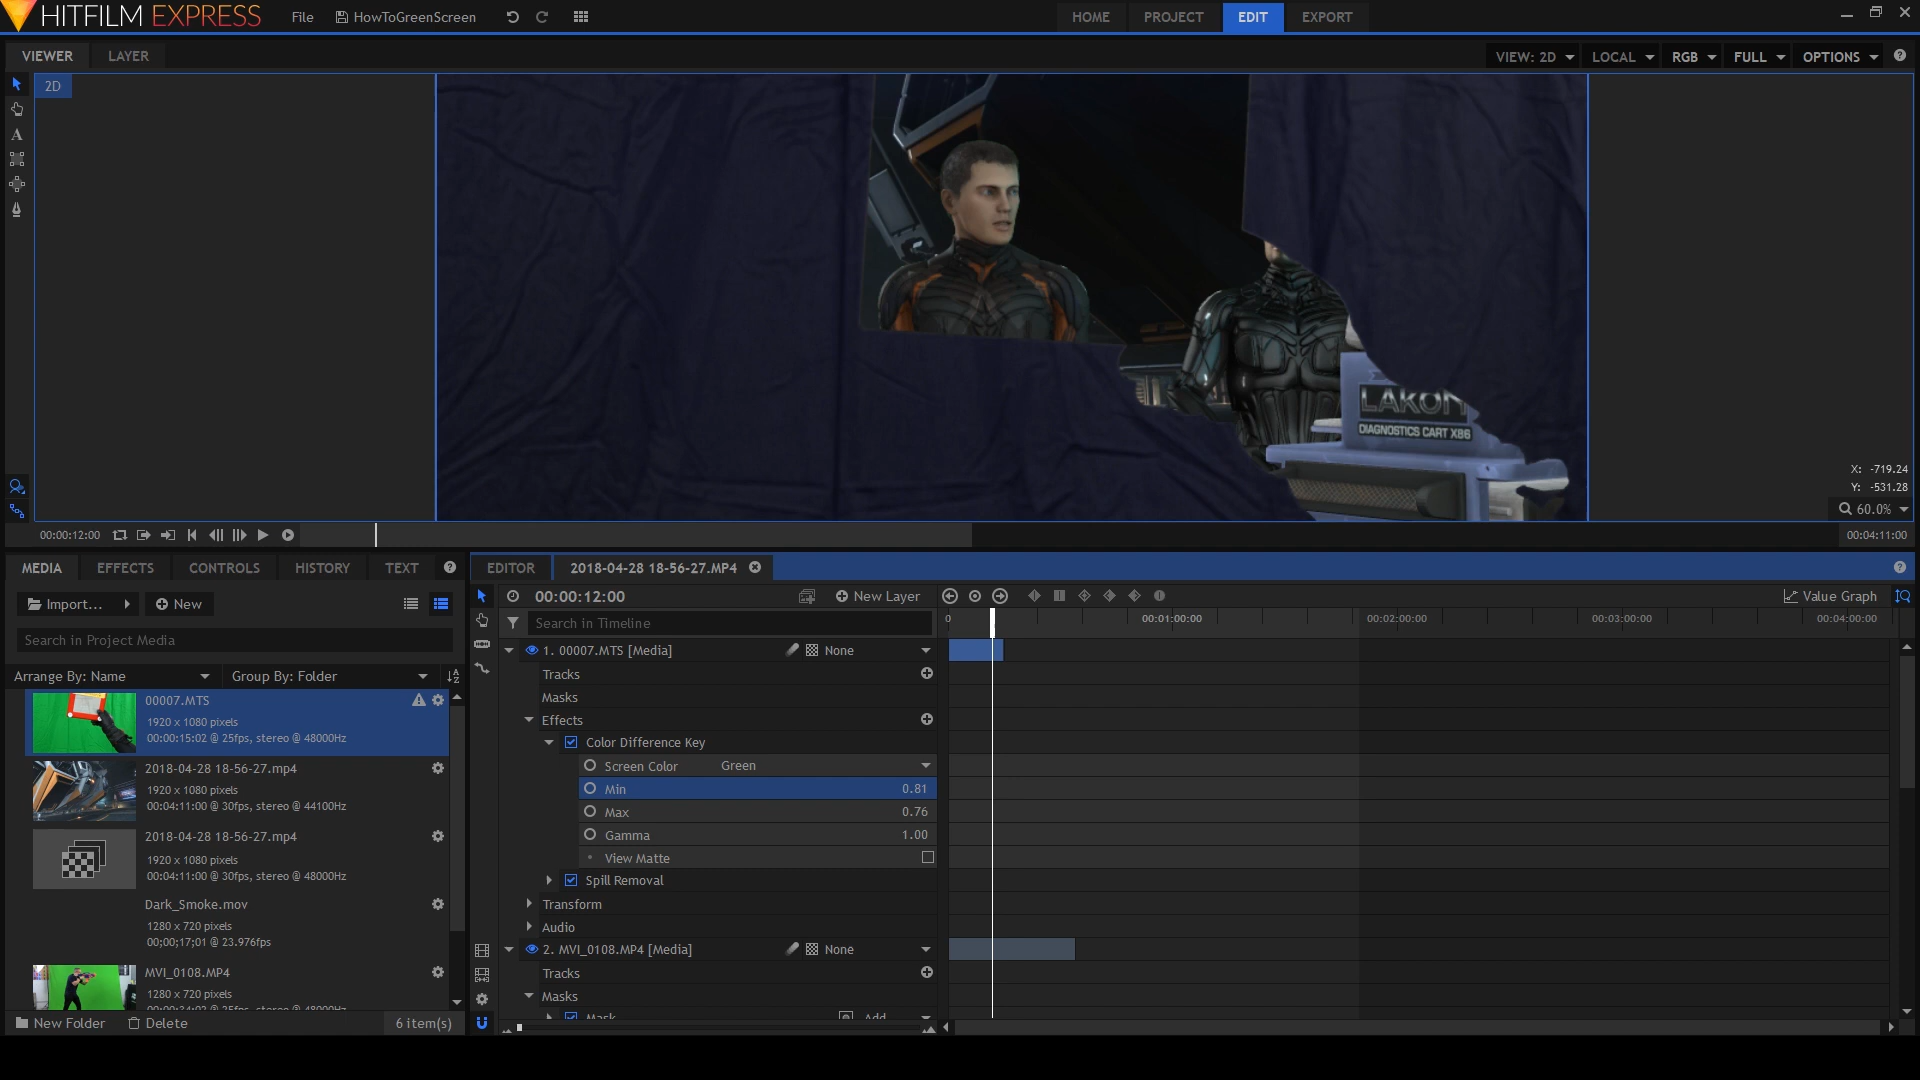 HITFILM EXPRESS File HowToGreenScreen HOME PROJECT EDIT EXPORT
VIEWER LAYER VIEW: 2D LOCAL RGB FULL OPTIONS
2D
A
LAKON
DIAGNOSTICS CART X86
X: -719.24
Y: -531.28
60.0%
00:00:12:00 00:04:11:00
MEDIA EFFECTS CONTROLS HISTORY TEXT
Import... New
Search in Project Media
Arrange By: Name Group By: Folder
00007.MTS
1920 x 1080 pixels
00:00:15:02 @ 25fps, stereo @ 48000Hz
2018-04-28 18-56-27.mp4
1920 x 1080 pixels
00:04:11:00 @ 30fps, stereo @ 44100Hz
2018-04-28 18-56-27.mp4
1920 x 1080 pixels
00:04:11:00 @ 30fps, stereo @ 48000Hz
Dark_Smoke.mov
1280 x 720 pixels
00;00;17;01 @ 23.976fps
MVI_0108.MP4
1280 x 720 pixels
New Folder Delete 6 item(s)
EDITOR 2018-04-28 18-56-27.MP4
00:00:12:00 New Layer Value Graph
Search in Timeline
0 00:01:00:00 00:02:00:00 00:03:00:00 00:04:00:00
1. 00007.MTS [Media] None
Tracks
Masks
Effects
Color Difference Key
Screen Color Green
Min 0.81
Max 0.76
Gamma 1.00
View Matte
Spill Removal
Transform
Audio
2. MVI_0108.MP4 [Media] None
Tracks
Masks
Mask Add